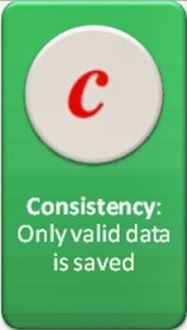 c
Consistency:
Only valid data
is saved